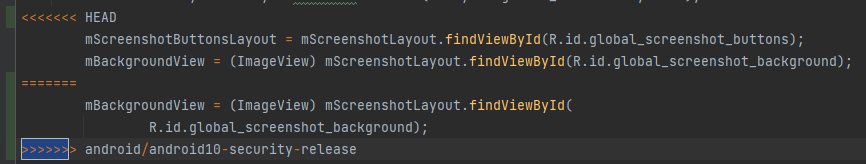 <<<<<<< HEAD
mScreenshotButtonsLayout = mScreenshotLayout.findViewById(R.id.global_screenshot_buttons);
mBackgroundView = (ImageView) mScreenshotLayout.findViewById(R.id.global_screenshot_background);
=======
mBackgroundView = (ImageView) mScreenshotLayout.findViewById(
R.id.global_screenshot_background);
>>>>>>> android/android10-security-release